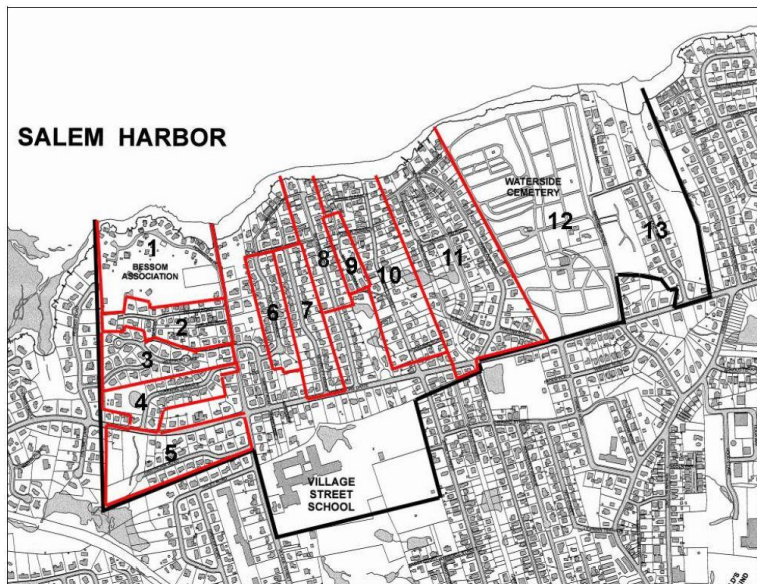 SALEM HARBOR
WATERSIDE
CEMETERY
12
1
BESSOM
ASSOCIATION
13
8
9
10
11
2
6
7
3
4
5
VILLAGE
STREET
SCHOOL